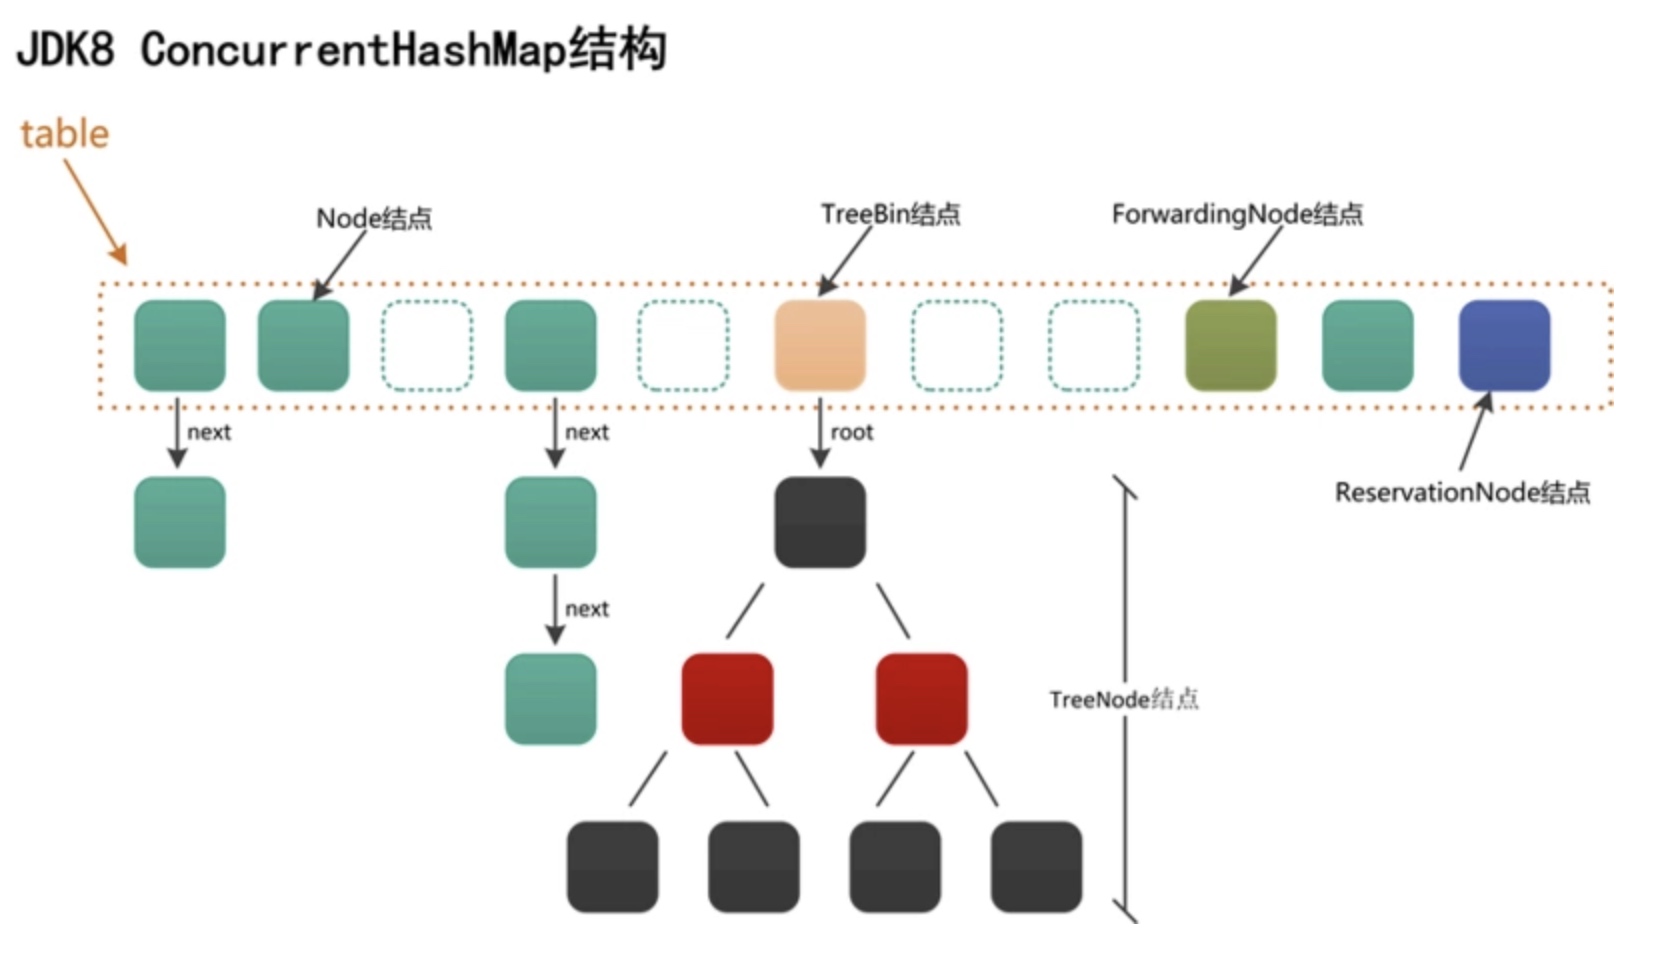 JDK8 ConcurrentHashMap结构
table
Node结点
TreeBin结点
ForwardingNode结点
next
next
root
ReservationNode结点
next
TreeNode结点